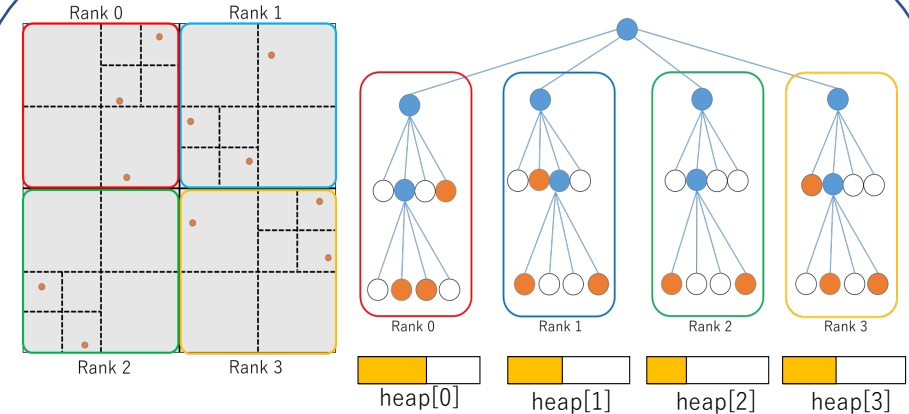 Rank 0
Rank 1
Rank 2
Rank 3
Rank 0
Rank 1
Rank 2
Rank 3
heap[0]
heap[1]
heap[2]
heap[3]